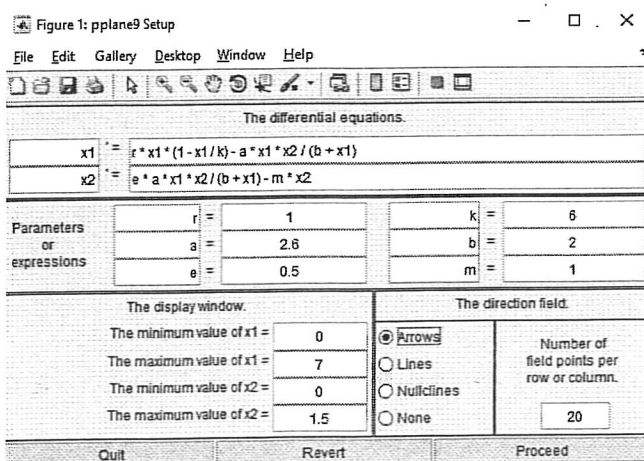 Figure 1: pplane9 Setup
File Edit Gallery Desktop Window Help
The differential equations.
x1 ' = r * x1 * (1 - x1 / k) - a * x1 * x2 / (b + x1)
x2 ' = e * a * x1 * x2 / (b + x1) - m * x2
Parameters
or
expressions
r = 1
k = 6
a = 2.6
b = 2
e = 0.5
m = 1
The display window.
The minimum value of x1 = 0
The maximum value of x1 = 7
The minimum value of x2 = 0
The maximum value of x2 = 1.5
The direction field.
Arrows
Lines
Nullclines
None
Number of
field points per
row or column.
20
Quit Revert Proceed